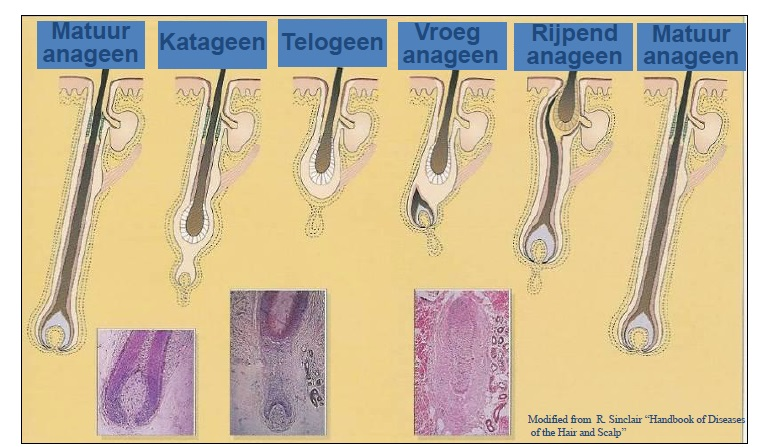 Matuur
anageen
Katageen
Telogeen
Vroeg
anageen
Rijpend
anageen
Matuur
anageen
Modified from R. Sinclair “Handbook of Diseases
of the Hair and Scalp”